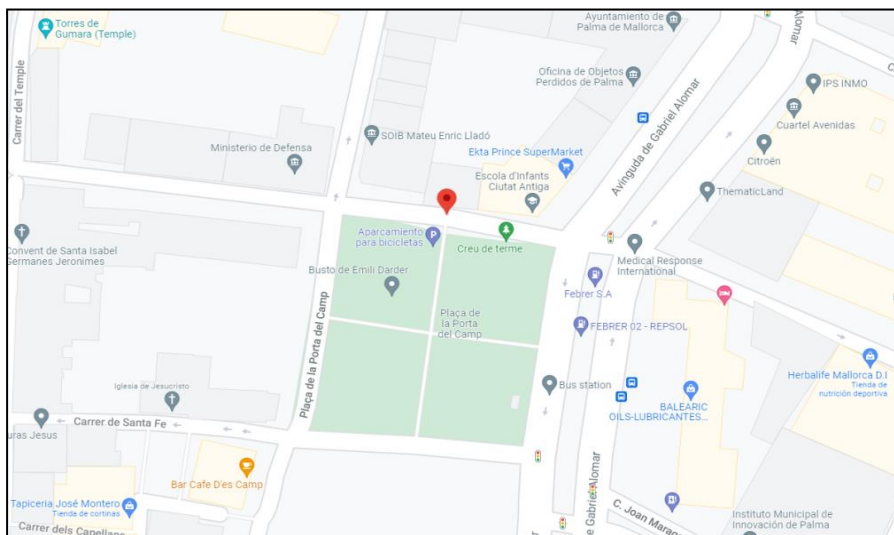 Torres de
Gumara (Temple)
Ayuntamiento de
Palma de Mallorca
Alomar
Carrer del Temple
Oficina de Objetos
Perdidos de Palma
IPS INMO
Cuartel Avenidas
SOIB Mateu Enric Lladó
Ministerio de Defensa
Ekta Prince SuperMarket
Avinguda de Gabriel Alomar
Citroën
Escola d'Infants
Ciutat Antiga
ThematicLand
Convent de Santa Isabel
Germanes Jeronimes
Aparcamiento
para bicicletas
P
Creu de terme
Medical Response
International
Busto de Emili Darder
Febrer S.A
Plaça de
la Porta
del Camp
Plaça de la Porta del Camp
FEBRER 02 - REPSOL
Herbalife Mallorca D.I
Tienda de
nutrición deportiva
Iglesia de Jesucristo
Bus station
BALEARIC
OILS-LUBRICANTES...
uras Jesus
Carrer de Santa Fe
Bar Cafe D'es Camp
Tapiceria José Montero
Tienda de cortinas
Carrer dels Capellans
de Gabriel Alomar
C. Joan Marag
Instituto Municipal de
Innovación de Palma